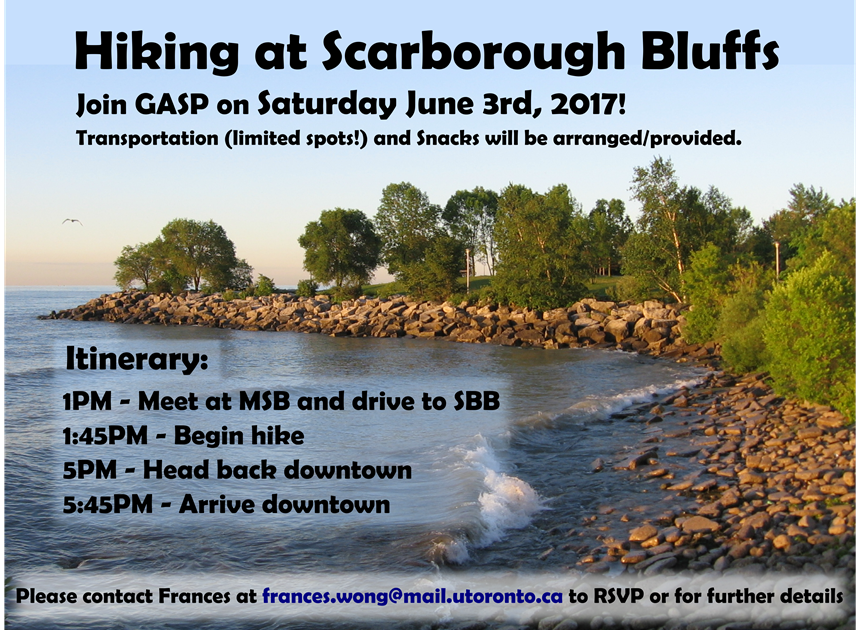 Hiking at Scarborough Bluffs
Join GASP on Saturday June 3rd, 2017!
Transportation (limited spots!) and Snacks will be arranged/provided.
Itinerary:
1PM - Meet at MSB and drive to SBB
1:45PM - Begin hike
5PM - Head back downtown
5:45PM - Arrive downtown
Please contact Frances at frances.wong@mail.utoronto.ca to RSVP or for further details